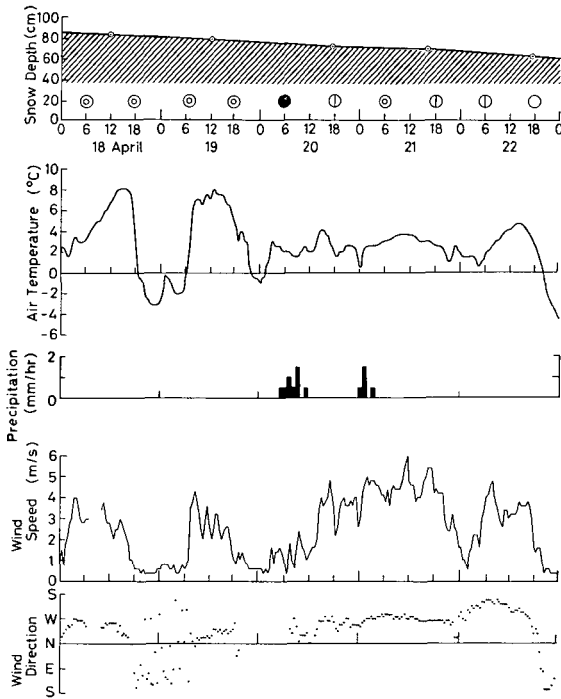 Snow Depth(cm)
100
80
60
40
20
0
0 6 12 18 0 6 12 18 0 6 12 18 0 6 12 18 0 6 12 18 0
18 April 19 20 21 22
Air Temperature (°C)
10
8
6
4
2
0
-2
-4
-6
Precipitation (mm/hr)
2
0
Wind Speed (m/s)
6
5
4
3
2
1
0
Wind Direction
S
W
N
E
S